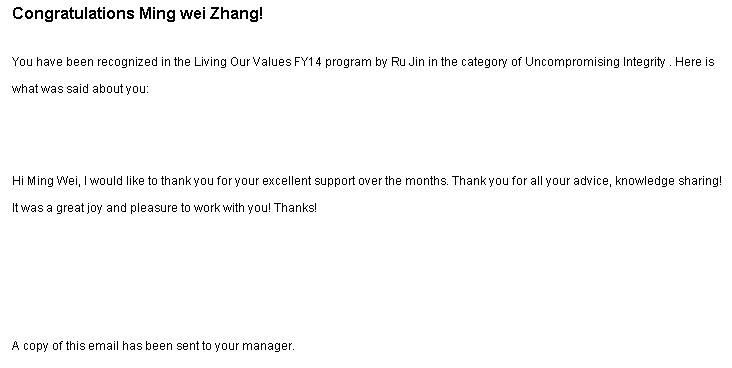 Congratulations Ming wei Zhang!
You have been recognized in the Living Our Values FY14 program by Ru Jin in the category of Uncompromising Integrity . Here is
what was said about you:
Hi Ming Wei, I would like to thank you for your excellent support over the months. Thank you for all your advice, knowledge sharing!
It was a great joy and pleasure to work with you! Thanks!
A copy of this email has been sent to your manager.